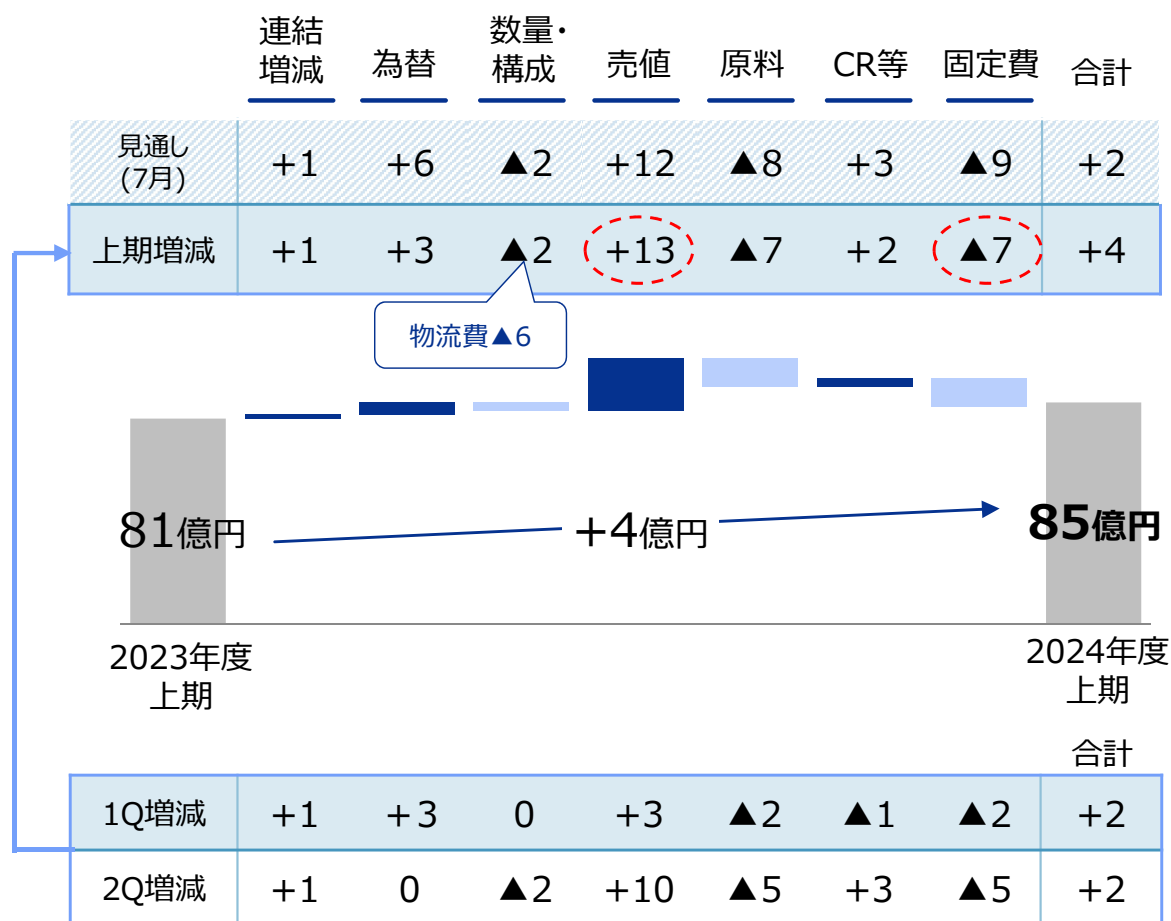 連結
増減
為替
数量・
構成
売値
原料
CR等
固定費
合計
見通し
(7月)
+1 +6 ▲2 +12 ▲8 +3 ▲9 +2
上期増減 +1 +3 ▲2 +13 ▲7 +2 ▲7 +4
物流費▲6
81億円
+4億円
85億円
2023年度
上期
2024年度
上期
合計
1Q増減 +1 +3 0 +3 ▲2 ▲1 ▲2 +2
2Q増減 +1 0 ▲2 +10 ▲5 +3 ▲5 +2